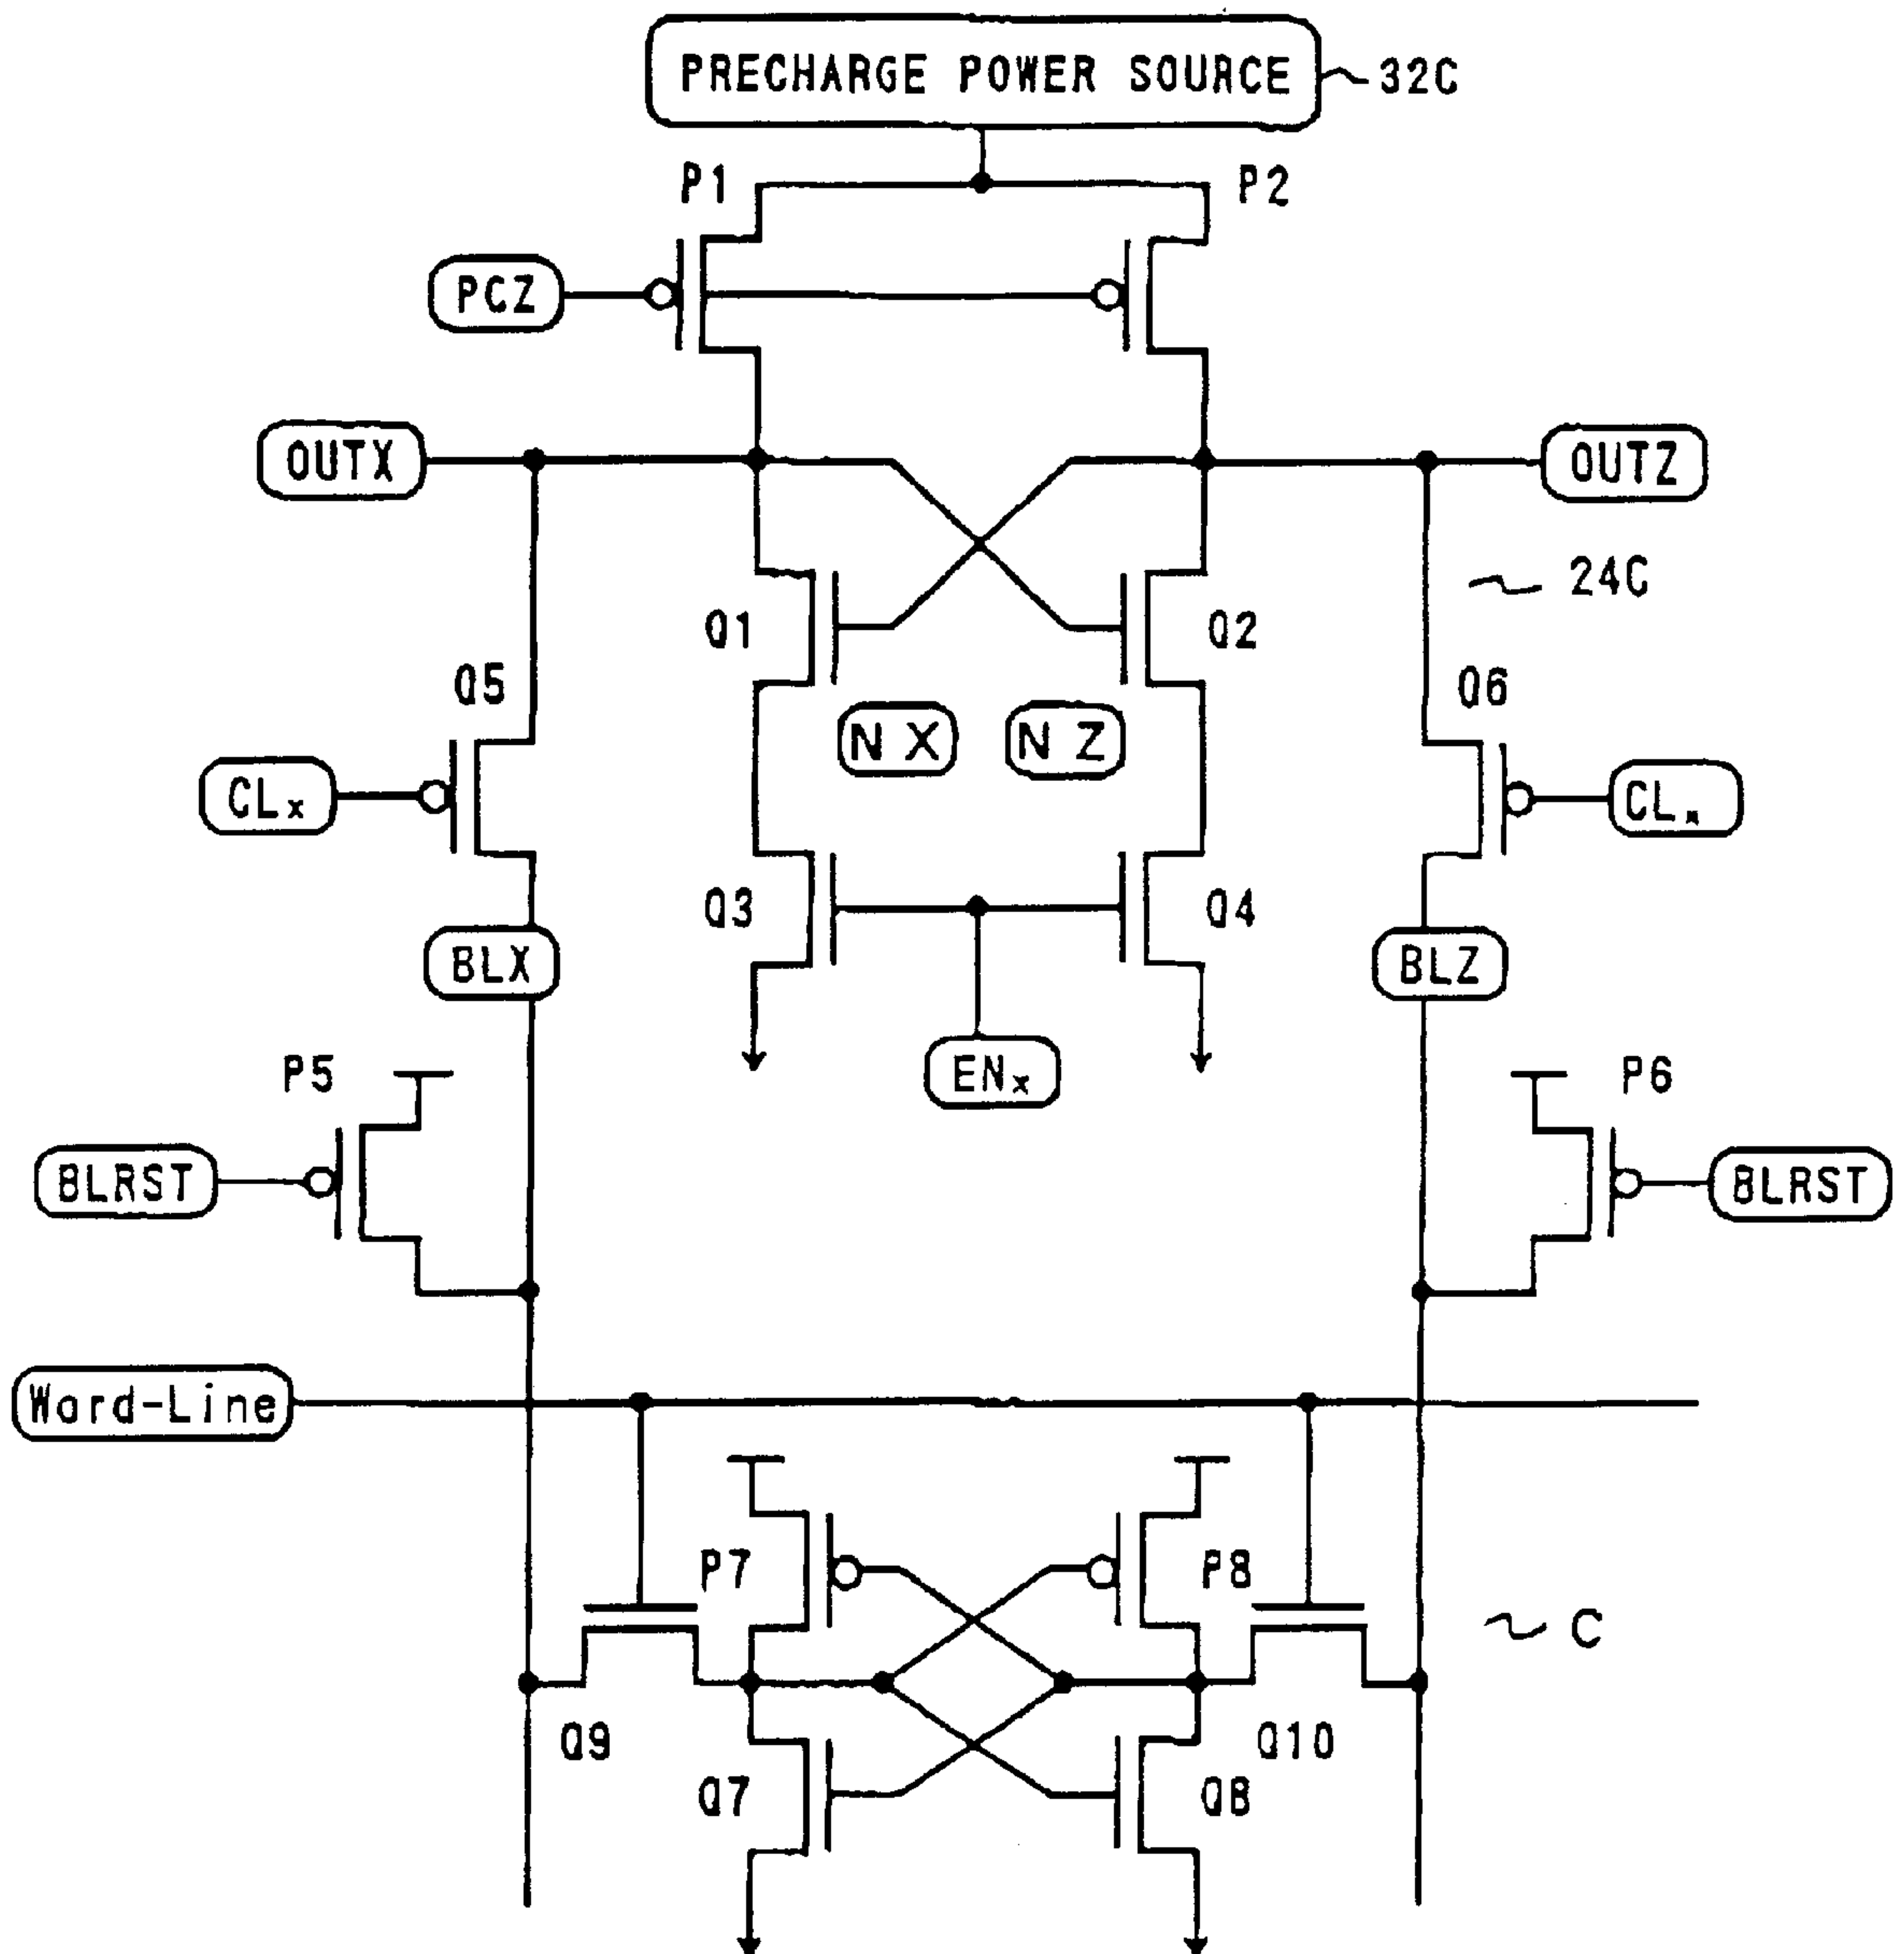 PRECHARGE POWER SOURCE 32C
P1 P2
PCZ
OUTX OUTZ
24C
Q1 Q2
Q5 Q6
NX NZ
CLx CLx
Q3 Q4
BLX BLZ
P5 ENx P6
BLRST BLRST
Word-Line
P7 P8
C
Q9 Q10
Q7 Q8